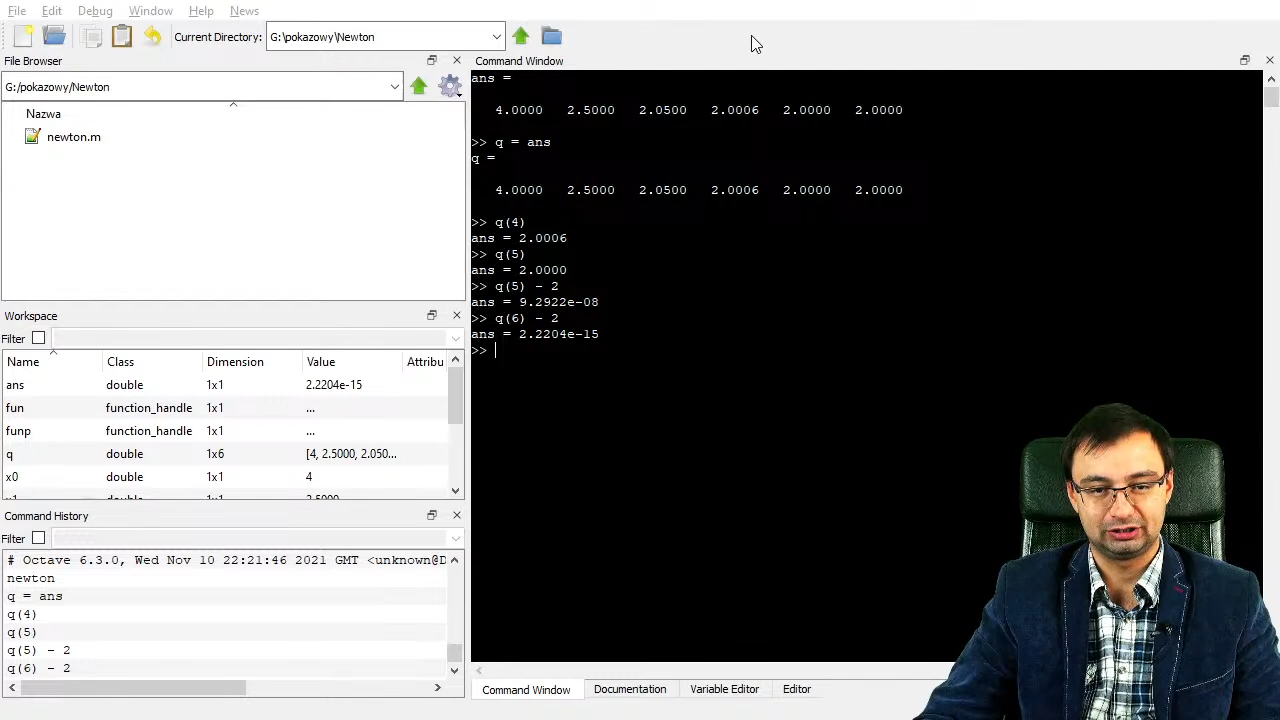 File Edit Debug Window Help News
Current Directory: G:\pokazowy\Newton
File Browser
G:/pokazowy/Newton
Nazwa
newton.m
Workspace
Filter
Name Class Dimension Value Attribu
ans double 1x1 2.2204e-15
fun function_handle 1x1 ...
funp function_handle 1x1 ...
q double 1x6 [4, 2.5000, 2.050...
x0 double 1x1 4
Command History
Filter
# Octave 6.3.0, Wed Nov 10 22:21:46 2021 GMT <unknown@D
newton
q = ans
q(4)
q(5)
q(5) - 2
q(6) - 2
Command Window
ans =
4.0000 2.5000 2.0500 2.0006 2.0000 2.0000
>> q = ans
q =
4.0000 2.5000 2.0500 2.0006 2.0000 2.0000
>> q(4)
ans = 2.0006
>> q(5)
ans = 2.0000
>> q(5) - 2
ans = 9.2922e-08
>> q(6) - 2
ans = 2.2204e-15
>>
Command Window Documentation Variable Editor Editor